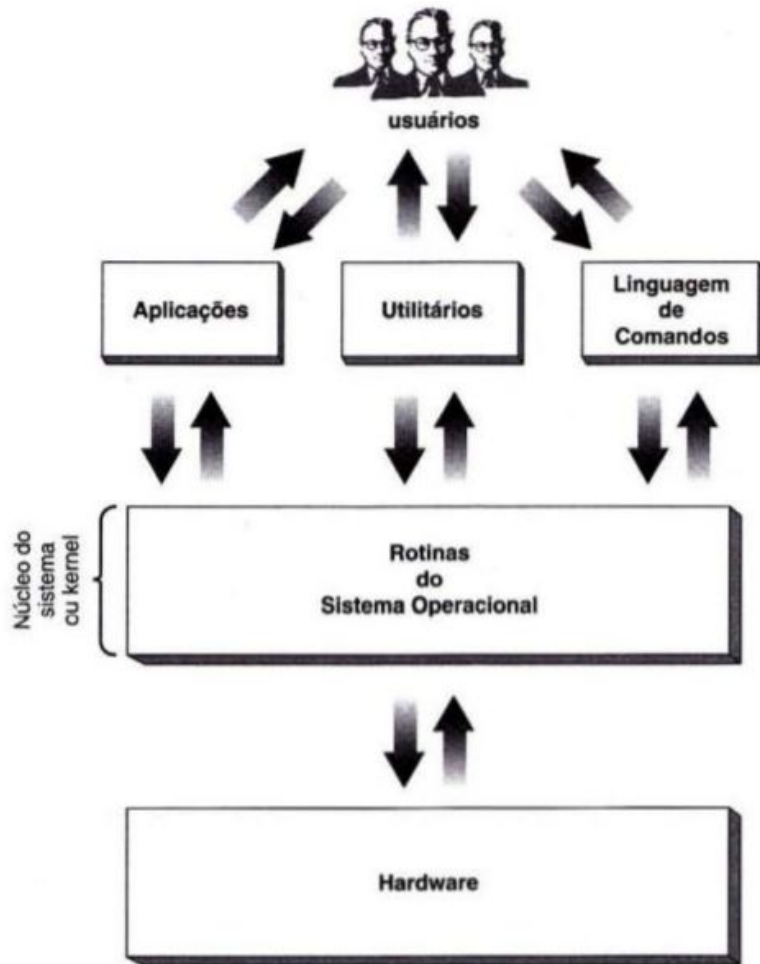 usuários
Aplicações
Utilitários
Linguagem
de
Comandos
Núcleo do
sistema
ou kernel
Rotinas
do
Sistema Operacional
Hardware